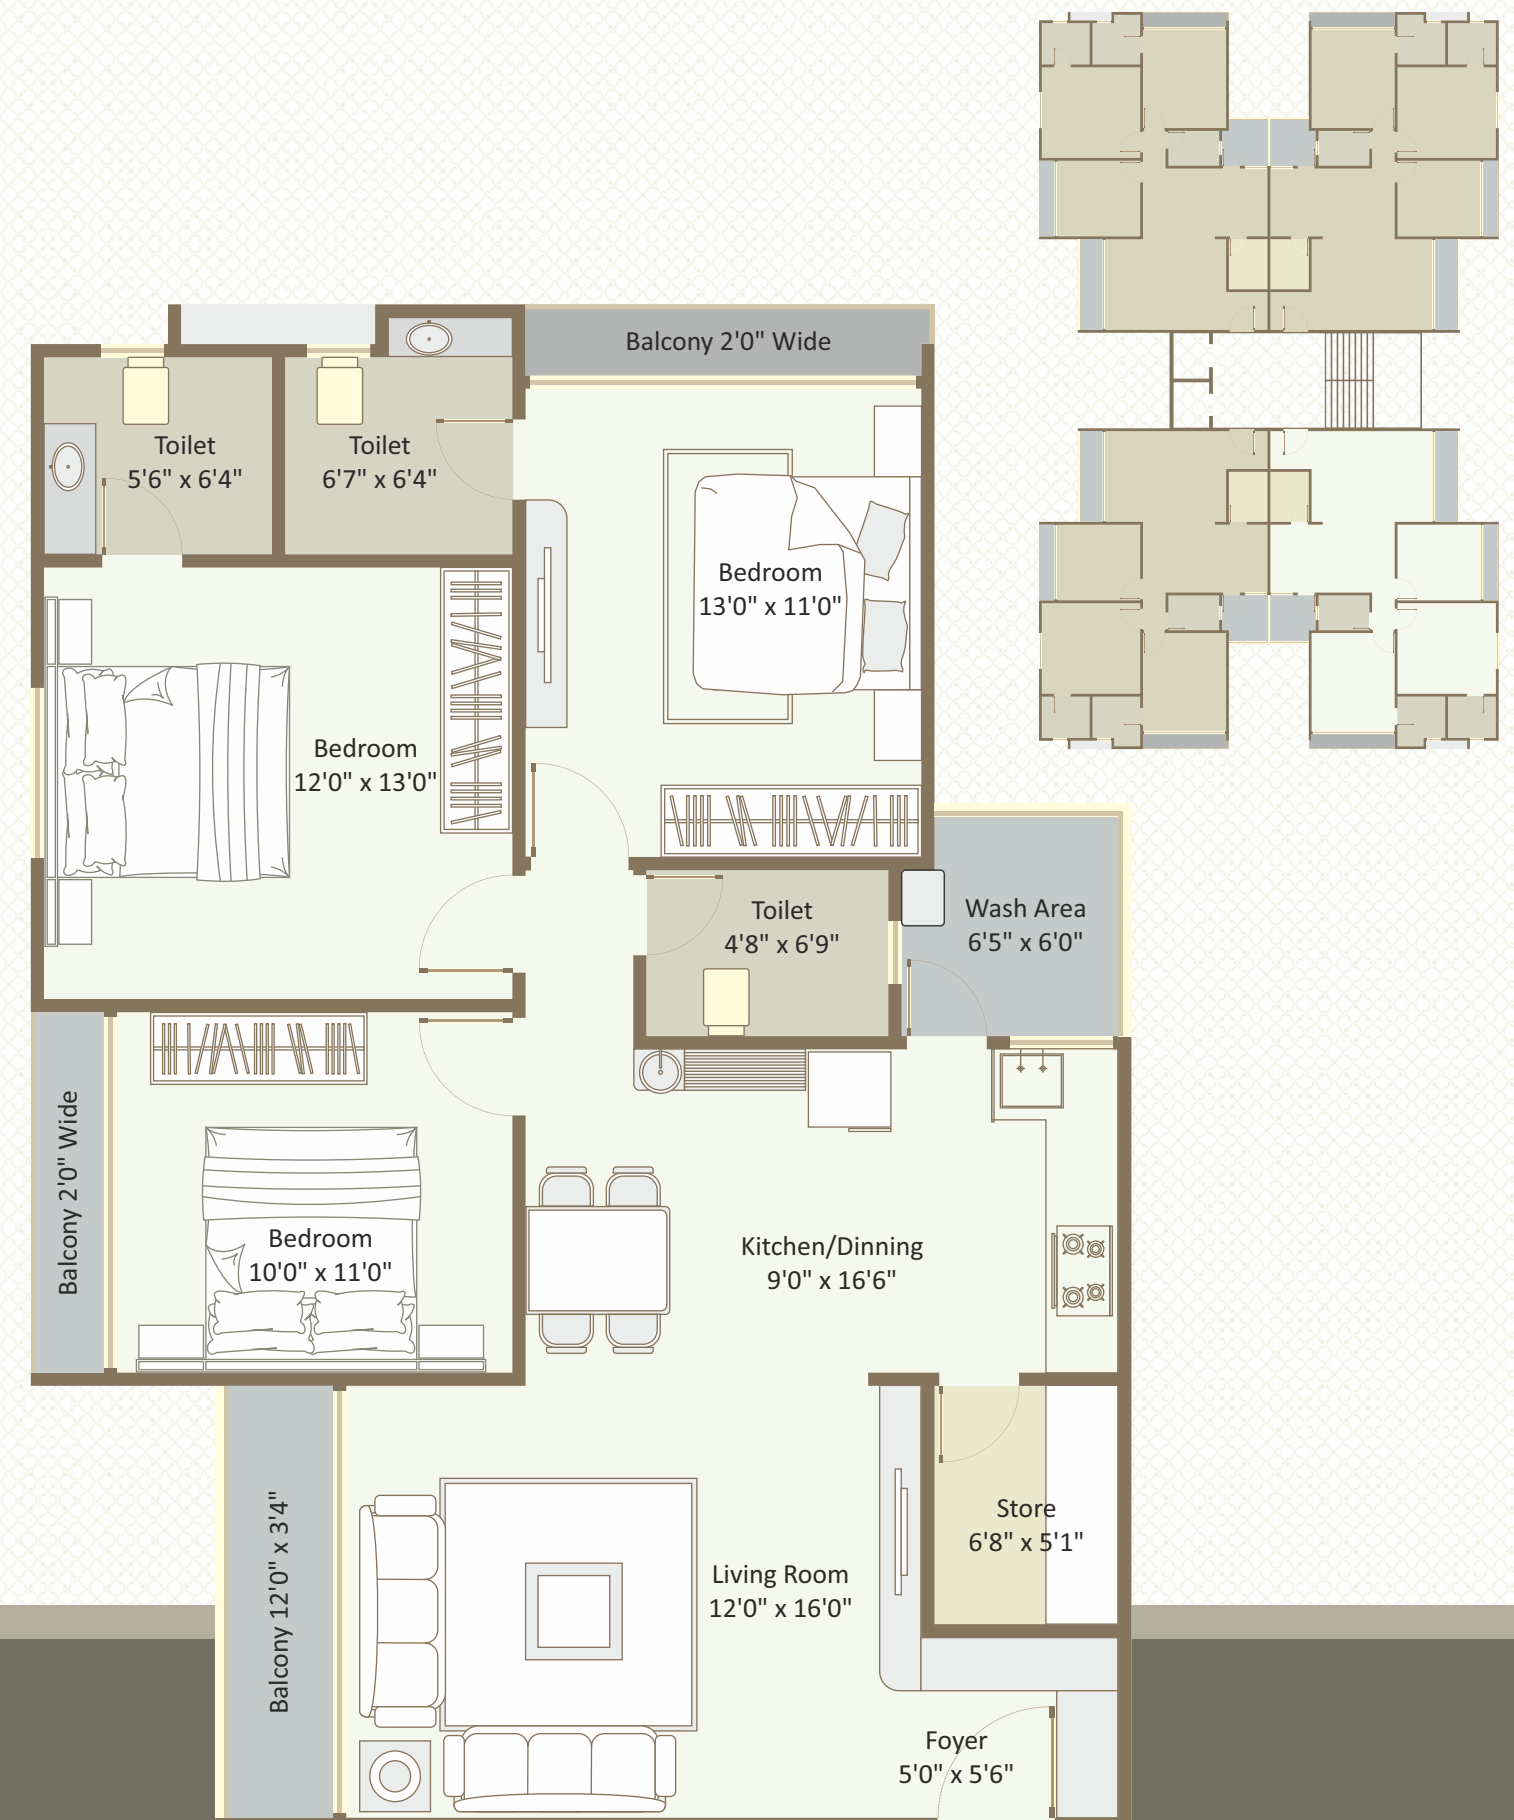 Balcony 2'0" Wide
Toilet
5'6" x 6'4"
Toilet
6'7" x 6'4"
Bedroom
13'0" x 11'0"
Bedroom
12'0" x 13'0"
Toilet
4'8" x 6'9"
Wash Area
6'5" x 6'0"
Balcony 2'0" Wide
Bedroom
10'0" x 11'0"
Kitchen/Dinning
9'0" x 16'6"
Balcony 12'0" x 3'4"
Store
6'8" x 5'1"
Living Room
12'0" x 16'0"
Foyer
5'0" x 5'6"